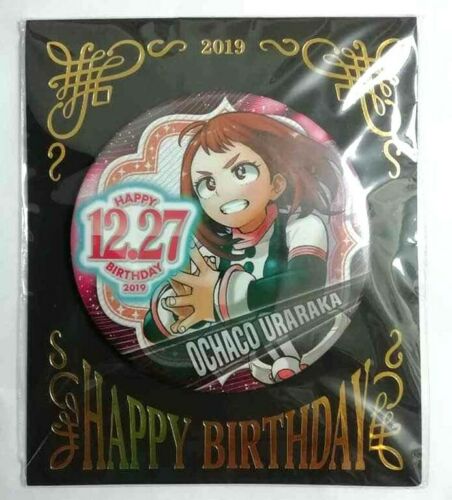 2019
HAPPY
12.27
BIRTHDAY
2019
OCHACO URARAKA
HAPPY BIRTHDAY